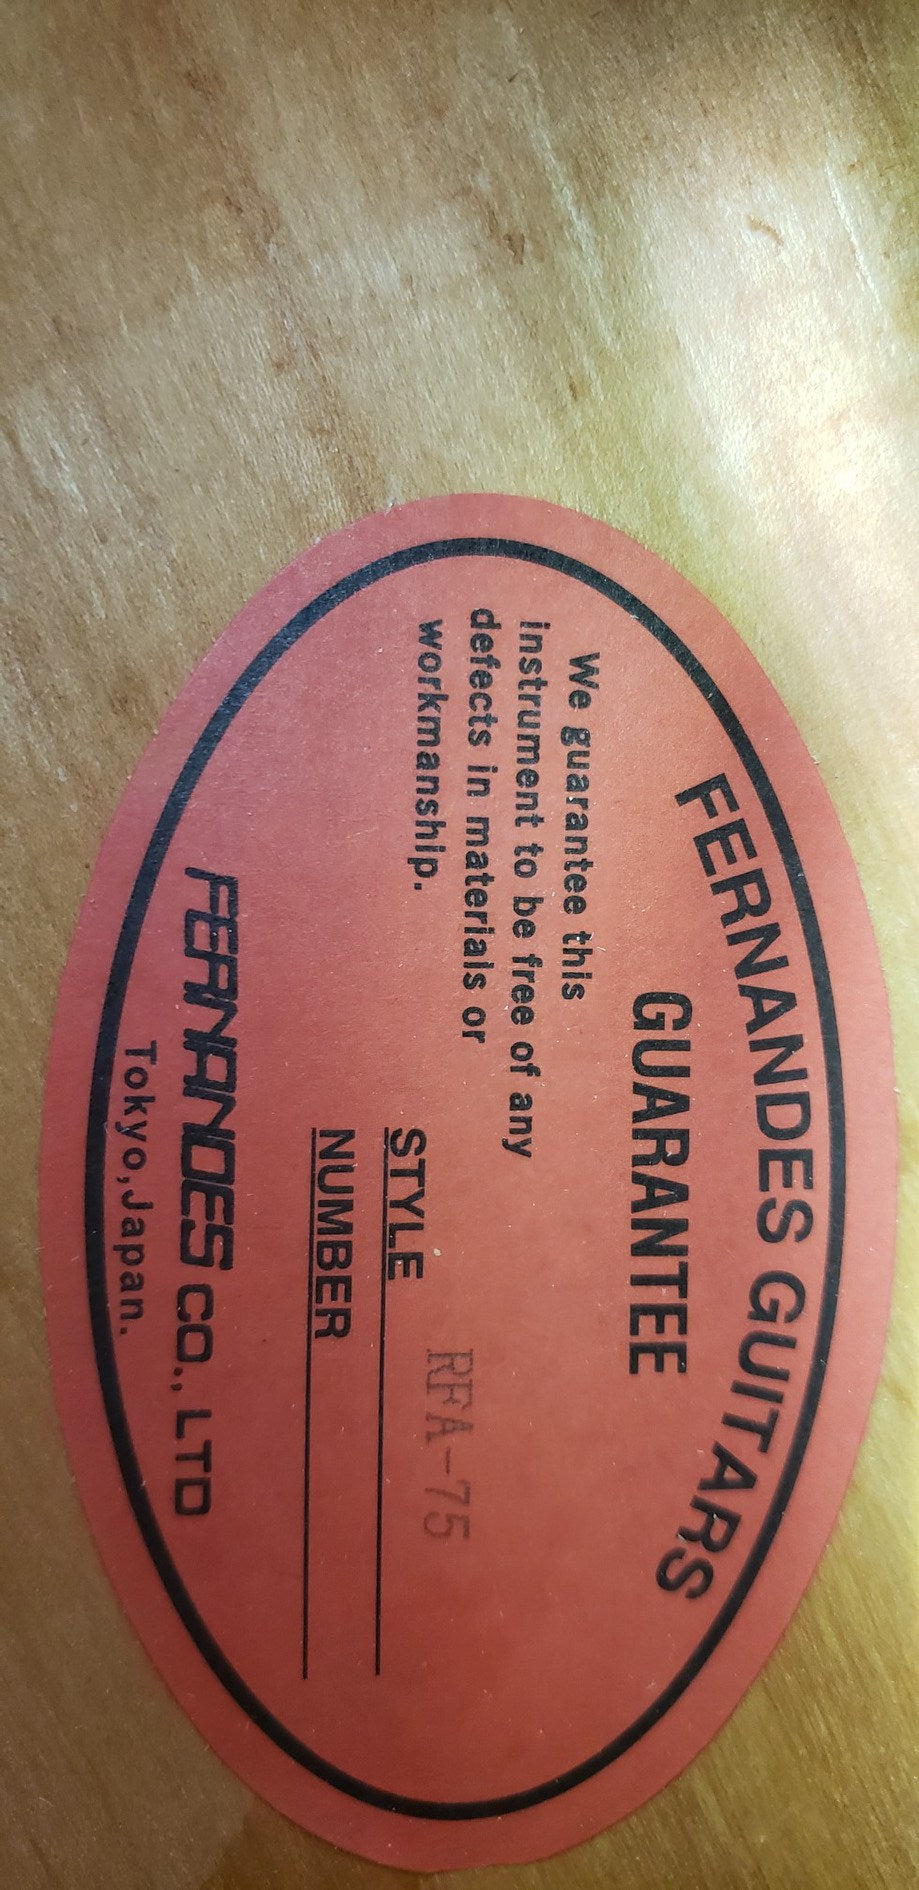 FERNANDES GUITARS
GUARANTEE
We guarantee this
instrument to be free of any
defects in materials or
workmanship.
STYLE RFA-75
NUMBER
FERNANDES CO., LTD
Tokyo,Japan.